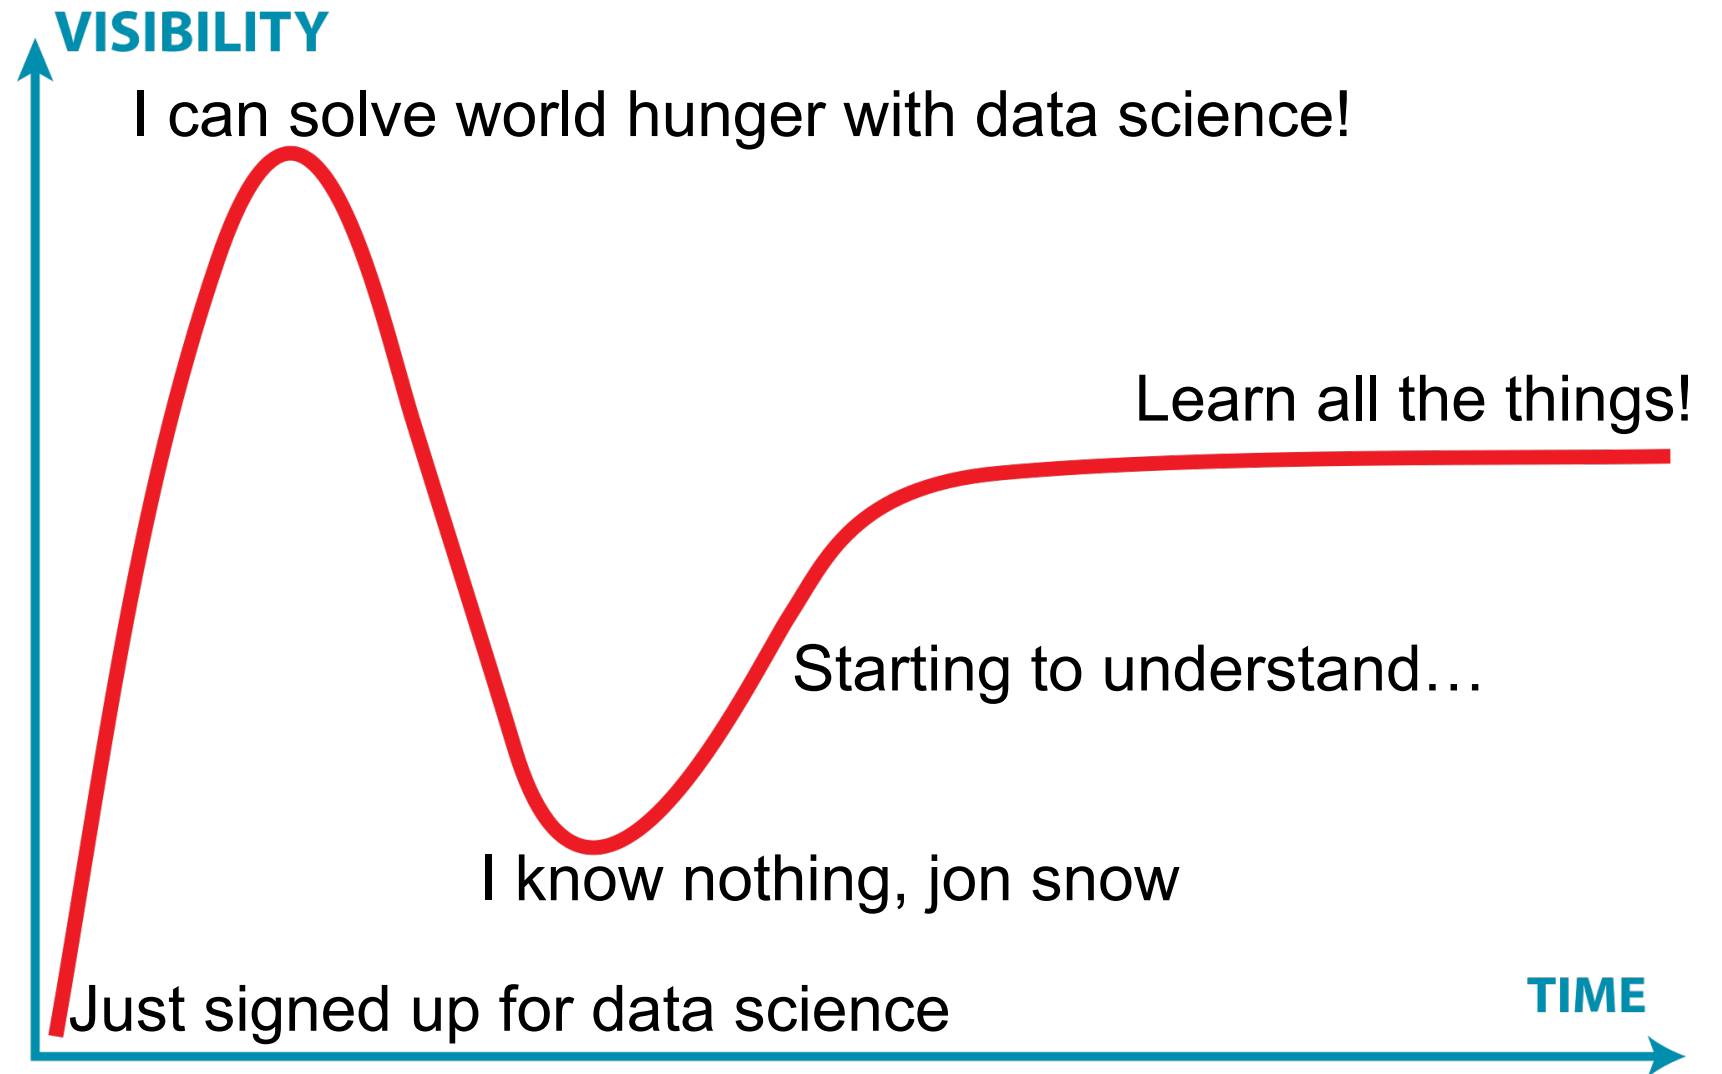 VISIBILITY
I can solve world hunger with data science!
Learn all the things!
Starting to understand…
I know nothing, jon snow
Just signed up for data science
TIME